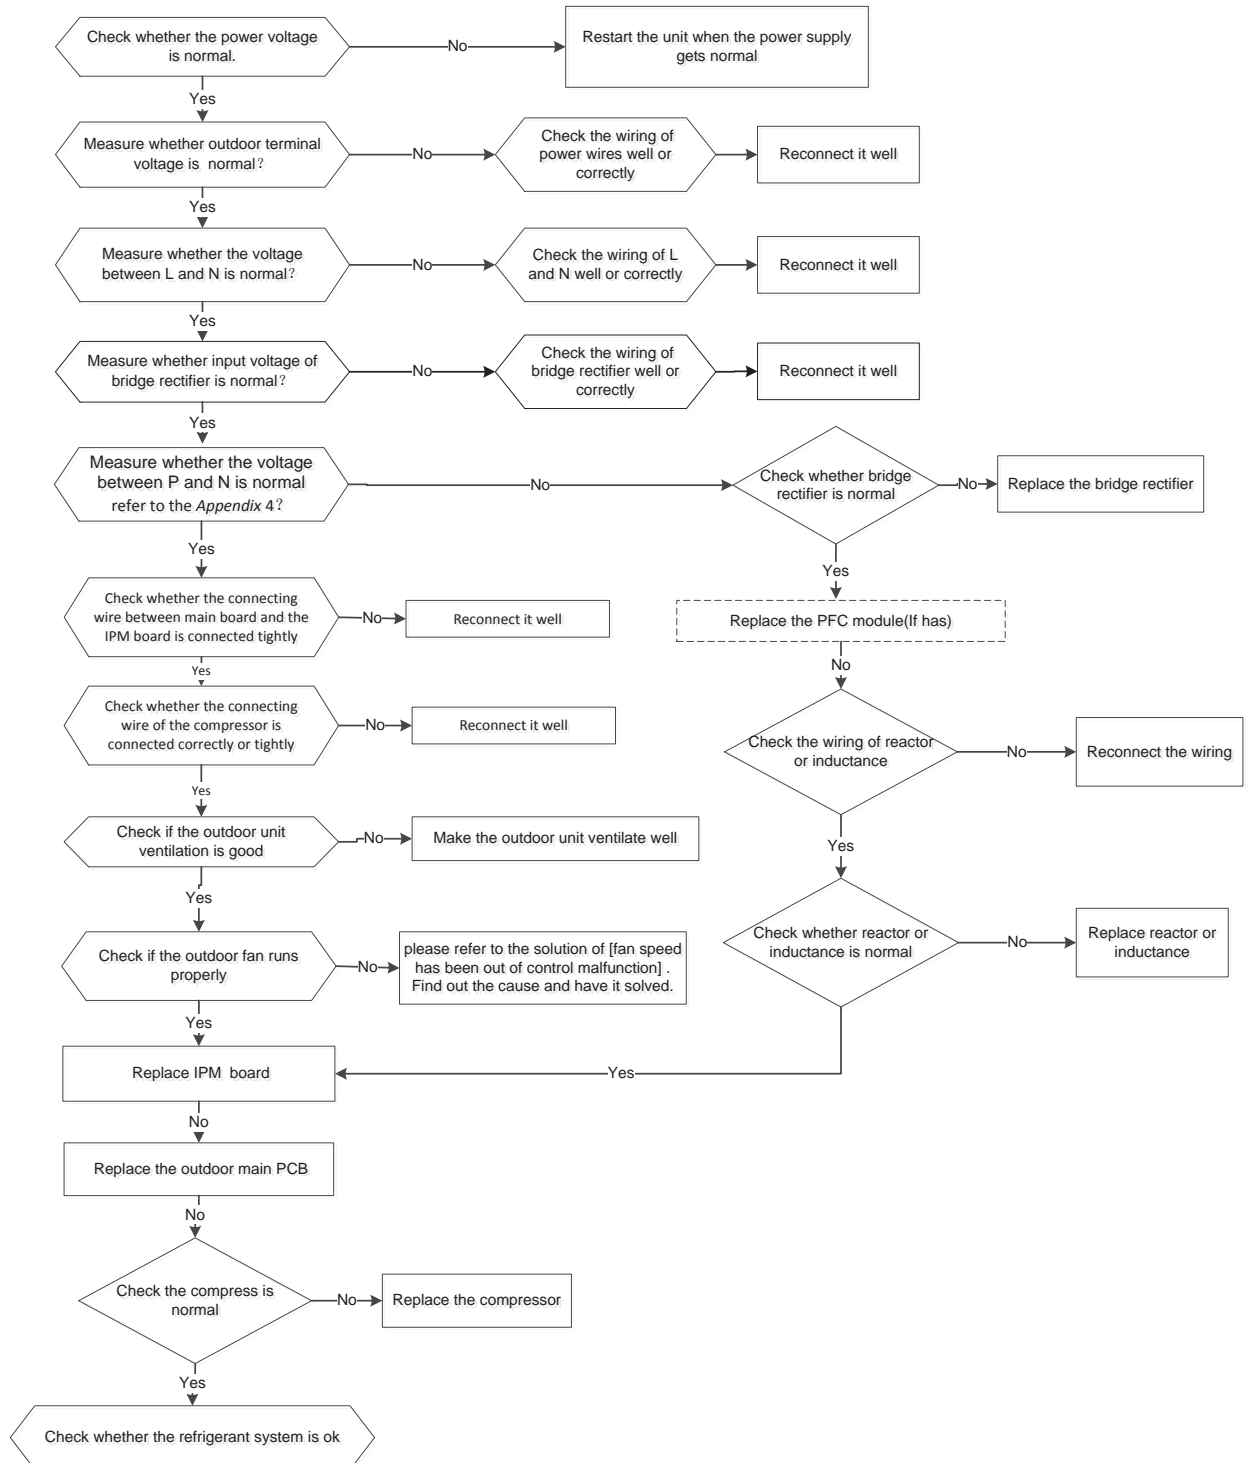 Check whether the power voltage
is normal.
No
Restart the unit when the power supply
gets normal
Yes
Measure whether outdoor terminal
voltage is  normal？
No
Check the wiring of
power wires well or
correctly
Reconnect it well
Yes
Measure whether the voltage
between L and N is normal？
No
Check the wiring of L
and N well or correctly
Reconnect it well
Yes
Measure whether input voltage of
bridge rectifier is normal？
No
Check the wiring of
bridge rectifier well or
correctly
Reconnect it well
Yes
Measure whether the voltage
between P and N is normal
refer to the Appendix 4？
No
Check whether bridge
rectifier is normal
No
Replace the bridge rectifier
Yes
Yes
Check whether the connecting
wire between main board and the
IPM board is connected tightly
No
Reconnect it well
Replace the PFC module(If has)
No
Yes
Check whether the connecting
wire of the compressor is
connected correctly or tightly
No
Reconnect it well
Check the wiring of reactor
or inductance
No
Reconnect the wiring
Yes
Check if the outdoor unit
ventilation is good
No
Make the outdoor unit ventilate well
Yes
Yes
Check if the outdoor fan runs
properly
No
please refer to the solution of [fan speed
has been out of control malfunction] .
Find out the cause and have it solved.
Check whether reactor or
inductance is normal
No
Replace reactor or
inductance
Yes
Replace IPM  board
Yes
No
Replace the outdoor main PCB
No
Check the compress is
normal
No
Replace the compressor
Yes
Check whether the refrigerant system is ok